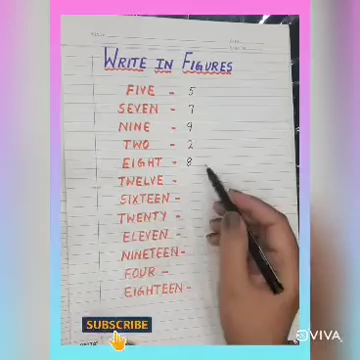 WRITE IN FIGURES
FIVE - 5
SEVEN - 7
NINE - 9
TWO - 2
EIGHT - 8
TWELVE -
SIXTEEN -
TWENTY -
ELEVEN -
NINETEEN -
FOUR -
EIGHTEEN -
SUBSCRIBE
VIVA